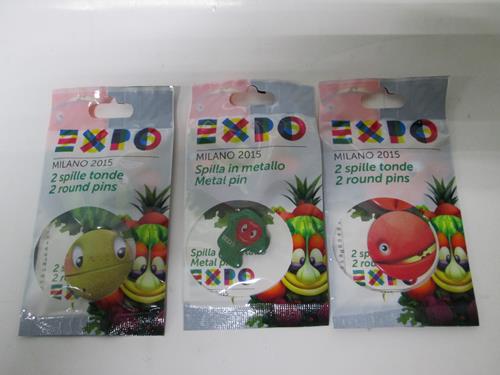 EXPO
MILANO 2015
2 spille tonde
2 round pins
EXPO
MILANO 2015
Spilla in metallo
Metal pin
Spilla
Metal
EXPO
EXPO
MILANO 2015
2 spille tonde
2 round pins